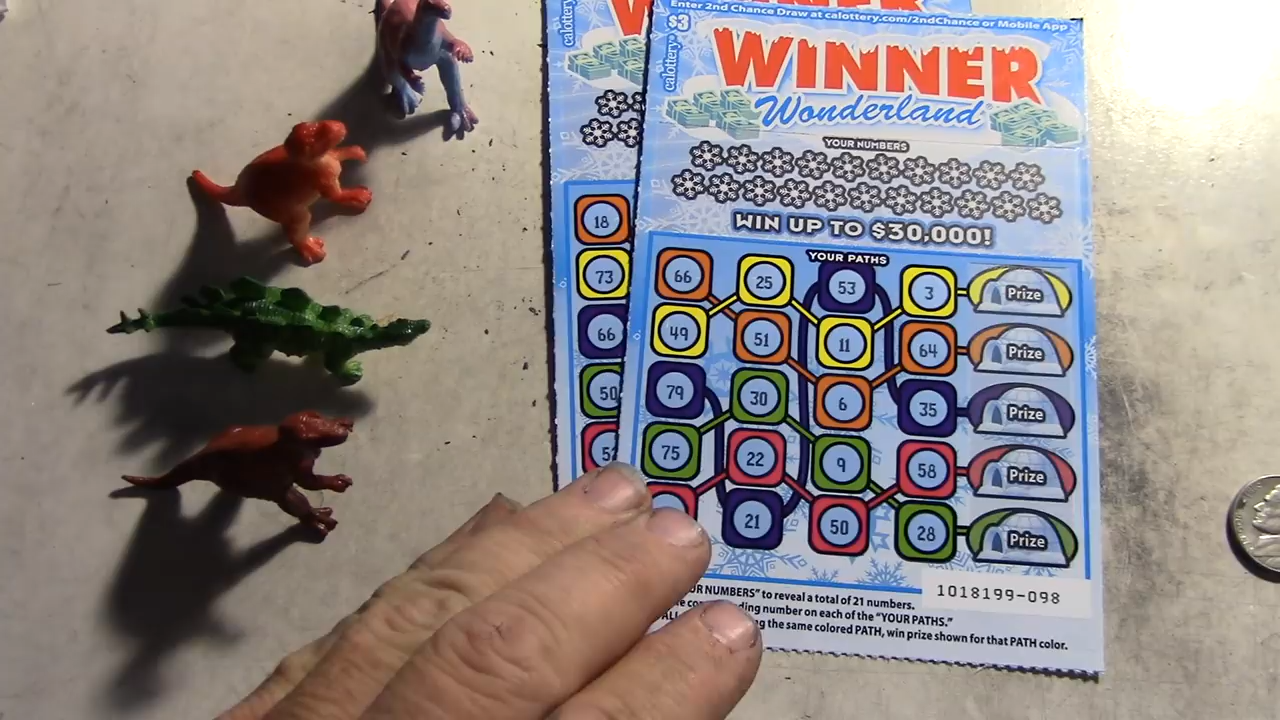 Enter 2nd Chance Draw at calottery.com/2ndChance or Mobile App
$3
calottery
WINNER
Wonderland
YOUR NUMBERS
WIN UP TO $30,000!
YOUR PATHS
66 25 53 3 Prize
49 51 11 64 Prize
79 30 6 35 Prize
75 22 9 58 Prize
21 50 28 Prize
1018199-098
UR NUMBERS" to reveal a total of 21 numbers.
ding number on each of the "YOUR PATHS."
the same colored PATH, win prize shown for that PATH color.
calottery
18
73
66
50